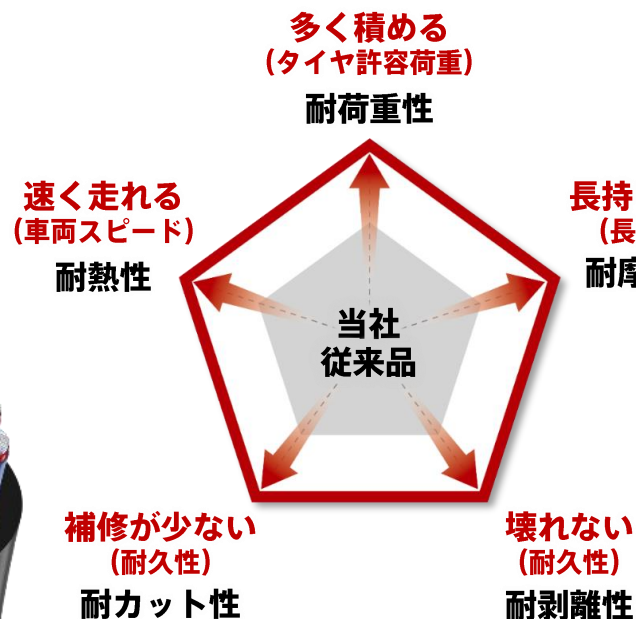 多く積める
(タイヤ許容荷重)
耐荷重性
速く走れる
(車両スピード)
耐熱性
長持
(長
耐摩
当社
従来品
補修が少ない
(耐久性)
耐カット性
壊れない
(耐久性)
耐剥離性